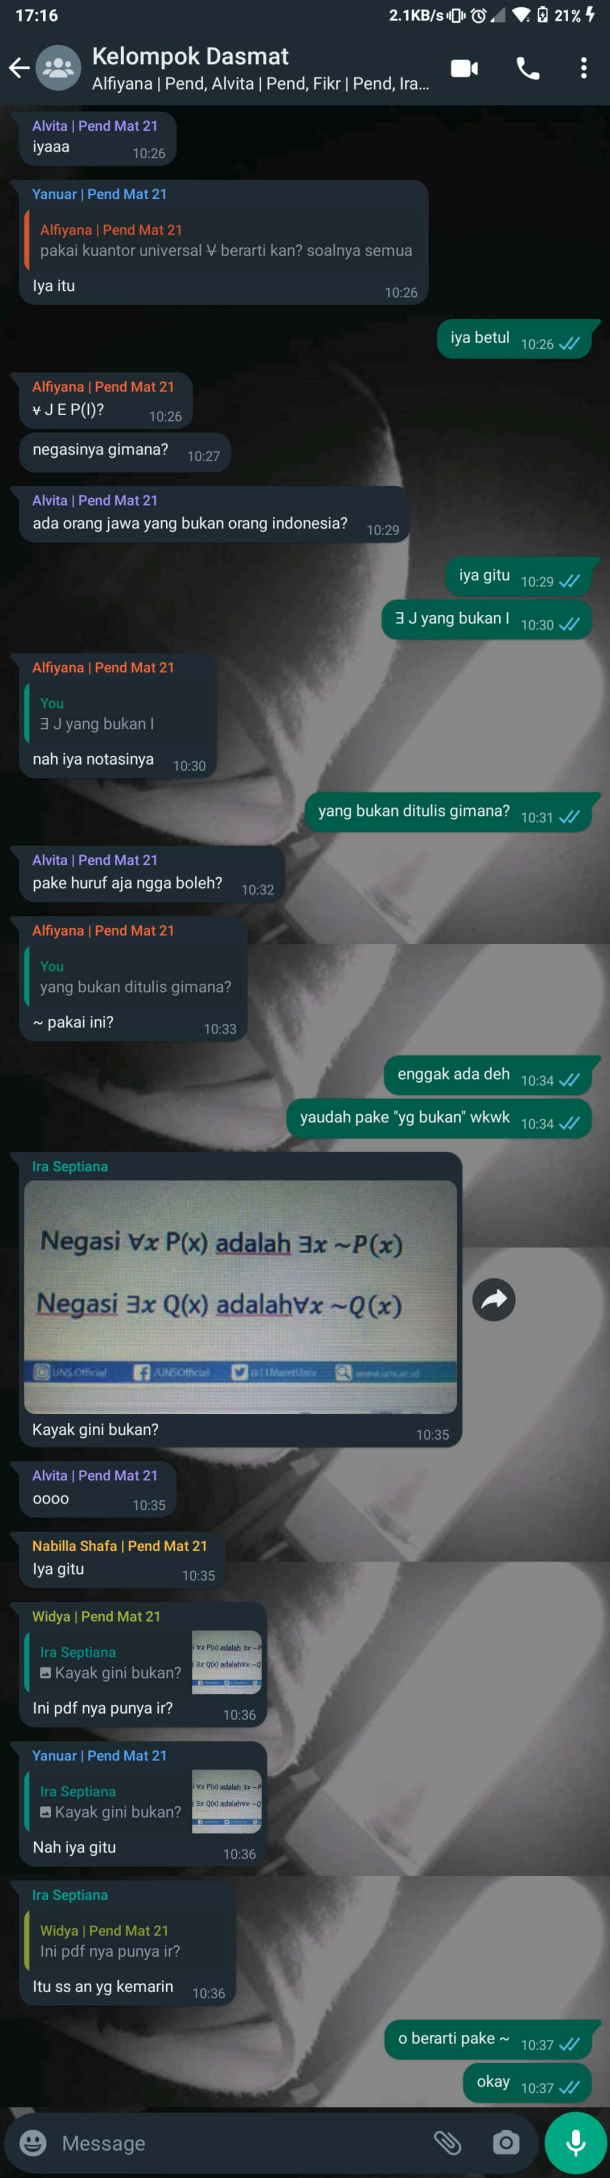 17:16
2.1KB/s
21%
Kelompok Dasmat
Alfiyana | Pend, Alvita | Pend, Fikr | Pend, Ira...
Alvita | Pend Mat 21
iyaaa
10:26
Yanuar | Pend Mat 21
Alfiyana | Pend Mat 21
pakai kuantor universal ∀ berarti kan? soalnya semua
Iya itu
10:26
iya betul
10:26
Alfiyana | Pend Mat 21
∀ J E P(I)?
10:26
negasinya gimana?
10:27
Alvita | Pend Mat 21
ada orang jawa yang bukan orang indonesia?
10:29
iya gitu
10:29
∃ J yang bukan I
10:30
Alfiyana | Pend Mat 21
You
∃ J yang bukan I
nah iya notasinya
10:30
yang bukan ditulis gimana?
10:31
Alvita | Pend Mat 21
pake huruf aja ngga boleh?
10:32
Alfiyana | Pend Mat 21
You
yang bukan ditulis gimana?
~ pakai ini?
10:33
enggak ada deh
10:34
yaudah pake "yg bukan" wkwk
10:34
Ira Septiana
Negasi ∀x P(x) adalah ∃x ~P(x)
Negasi ∃x Q(x) adalah∀x ~Q(x)
UNS.Official
/UNSOfficial
@11MaretUniv
www.uns.ac.id
Kayak gini bukan?
10:35
Alvita | Pend Mat 21
oooo
10:35
Nabilla Shafa | Pend Mat 21
Iya gitu
10:35
Widya | Pend Mat 21
Ira Septiana
Kayak gini bukan?
Ini pdf nya punya ir?
10:36
Yanuar | Pend Mat 21
Ira Septiana
Kayak gini bukan?
Nah iya gitu
10:36
Ira Septiana
Widya | Pend Mat 21
Ini pdf nya punya ir?
Itu ss an yg kemarin
10:36
o berarti pake ~
10:37
okay
10:37
Message